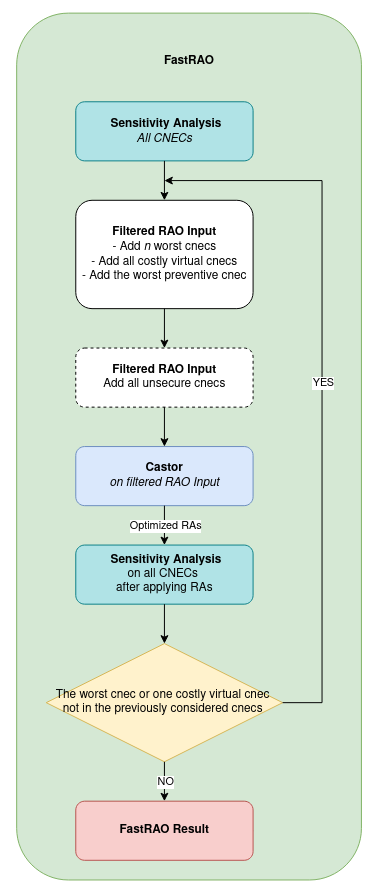 FastRAO
Sensitivity Analysis
All CNECs
Filtered RAO Input
- Add n worst cnecs
- Add all costly virtual cnecs
- Add the worst preventive cnec
Filtered RAO Input
Add all unsecure cnecs
YES
Castor
on filtered RAO Input
Optimized RAs
Sensitivity Analysis
on all CNECs
after applying RAs
The worst cnec or one costly virtual cnec
not in the previously considered cnecs
NO
FastRAO Result